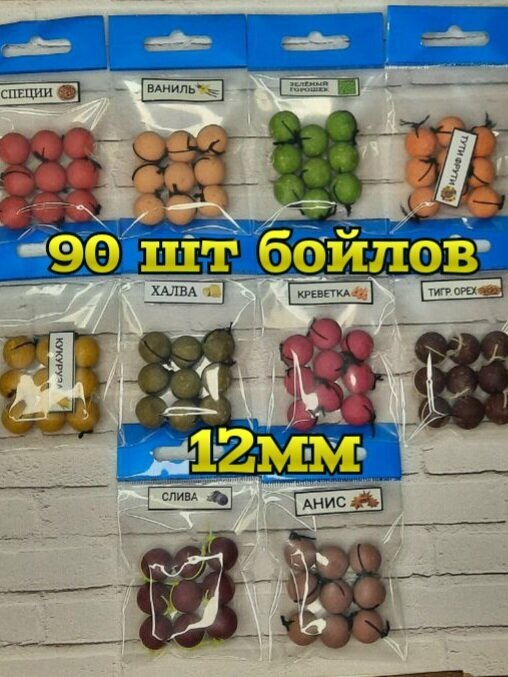 СПЕЦИИ
ВАНИЛЬ
ЗЕЛЁНЫЙ
ГОРОШЕК
ТУТИ ФРУТИ
90 шт бойлов
КУКУРУЗА
ХАЛВА
КРЕВЕТКА
ТИГР. ОРЕХ
12мм
СЛИВА
АНИС